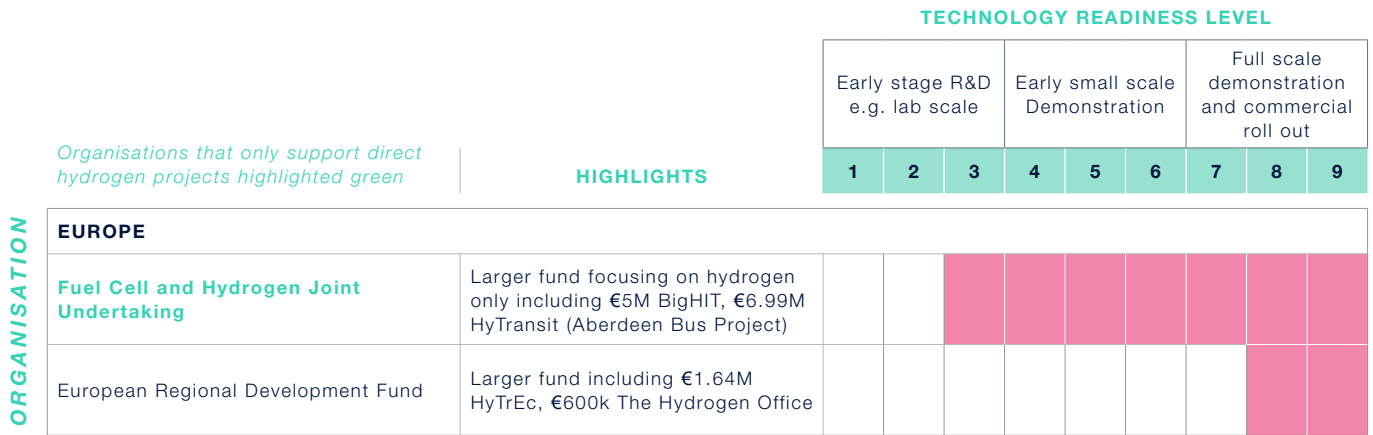 TECHNOLOGY READINESS LEVEL
Early stage R&D
e.g. lab scale
Early small scale
Demonstration
Full scale
demonstration
and commercial
roll out
Organisations that only support direct
hydrogen projects highlighted green
HIGHLIGHTS
1 2 3 4 5 6 7 8 9
ORGANISATION
EUROPE
Fuel Cell and Hydrogen Joint
Undertaking
Larger fund focusing on hydrogen
only including €5M BigHIT, €6.99M
HyTransit (Aberdeen Bus Project)
European Regional Development Fund
Larger fund including €1.64M
HyTrEc, €600k The Hydrogen Office